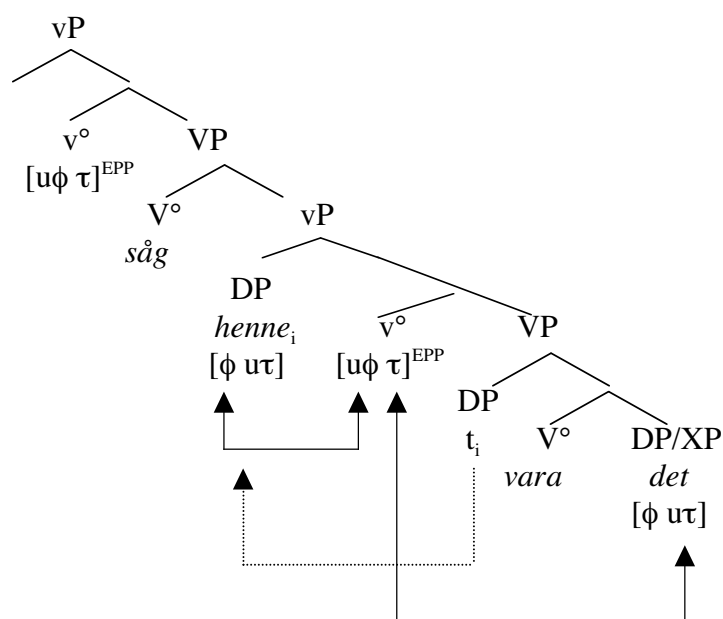 vP
v° VP
[uϕ τ]^EPP
V° vP
såg
DP
henneᵢ v° VP
[ϕ uτ] [uϕ τ]^EPP
DP
tᵢ V° DP/XP
vara det
[ϕ uτ]